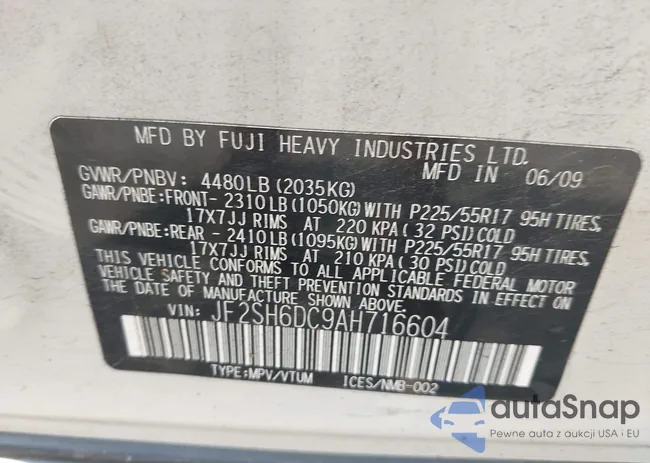 MFD BY FUJI HEAVY INDUSTRIES LTD.
MFD IN 06/09
GVWR/PNBV: 4480LB(2035KG)
GAWR/PNBE:FRONT- 2310LB(1050KG)WITH P225/55R17 95H TIRES,
17X7JJ RIMS AT 220 KPA(32 PSI)COLD
GAWR/PNBE:REAR - 2410LB(1095KG)WITH P225/55R17 95H TIRES,
17X7JJ RIMS AT 210 KPA(30 PSI)COLD
THIS VEHICLE CONFORMS TO ALL APPLICABLE FEDERAL MOTOR
VEHICLE SAFETY AND THEFT PREVENTION STANDARDS IN EFFECT ON
THE DATE OF MANUFACTURE SHOWN ABOVE.
VIN: JF2SH6DC9AH716604
TYPE:MPV/VTUM ICES/NMB-002
autaSnap
Pewne auta z aukcji USA i EU